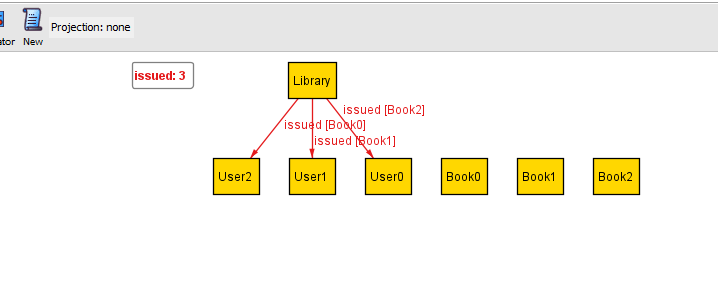 ator
New
Projection: none
issued: 3
Library
issued [Book2]
issued [Book0]
issued [Book1]
User2
User1
User0
Book0
Book1
Book2